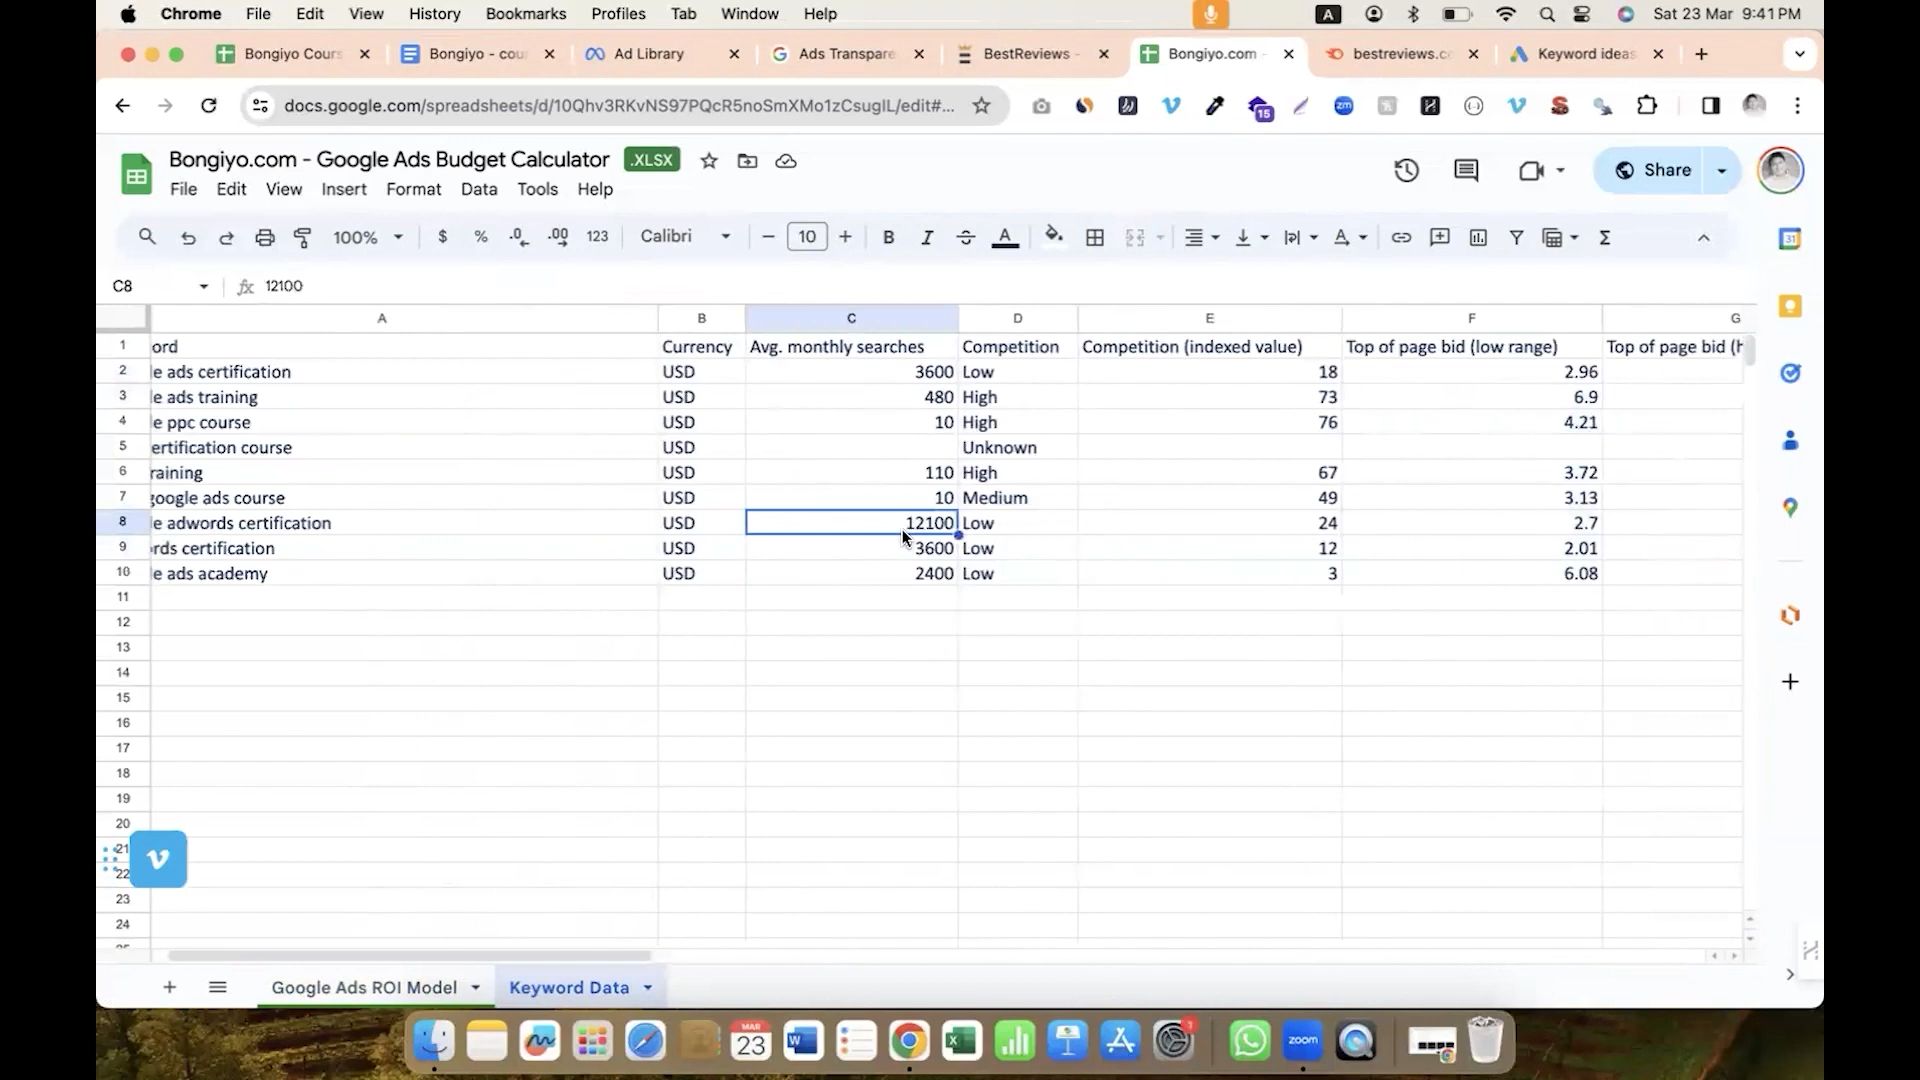 Chrome File Edit View History Bookmarks Profiles Tab Window Help A Sat 23 Mar 9:41 PM
Bongiyo Cours Bongiyo - cou Ad Library Ads Transpare BestReviews - Bongiyo.com - bestreviews.c Keyword ideas
docs.google.com/spreadsheets/d/10Qhv3RKvNS97PQcR5noSmXMo1zCsuglL/edit#... zm 15
Bongiyo.com - Google Ads Budget Calculator .XLSX
Share
File Edit View Insert Format Data Tools Help
100% $ % .0 .00 123 Calibri 10 B I A Σ
31
C8 fx 12100
A B C D E F G
1 ord Currency Avg. monthly searches Competition Competition (indexed value) Top of page bid (low range) Top of page bid (h
2 le ads certification USD 3600 Low 18 2.96
3 le ads training USD 480 High 73 6.9
4 le ppc course USD 10 High 76 4.21
5 ertification course USD Unknown
6 raining USD 110 High 67 3.72
7 google ads course USD 10 Medium 49 3.13
8 le adwords certification USD 12100 Low 24 2.7
9 rds certification USD 3600 Low 12 2.01
10 le ads academy USD 2400 Low 3 6.08
11
12
13
14
15
16
17
18
19
20
21
22
23
24
Google Ads ROI Model Keyword Data
MAR
23
W
X
zoom
1